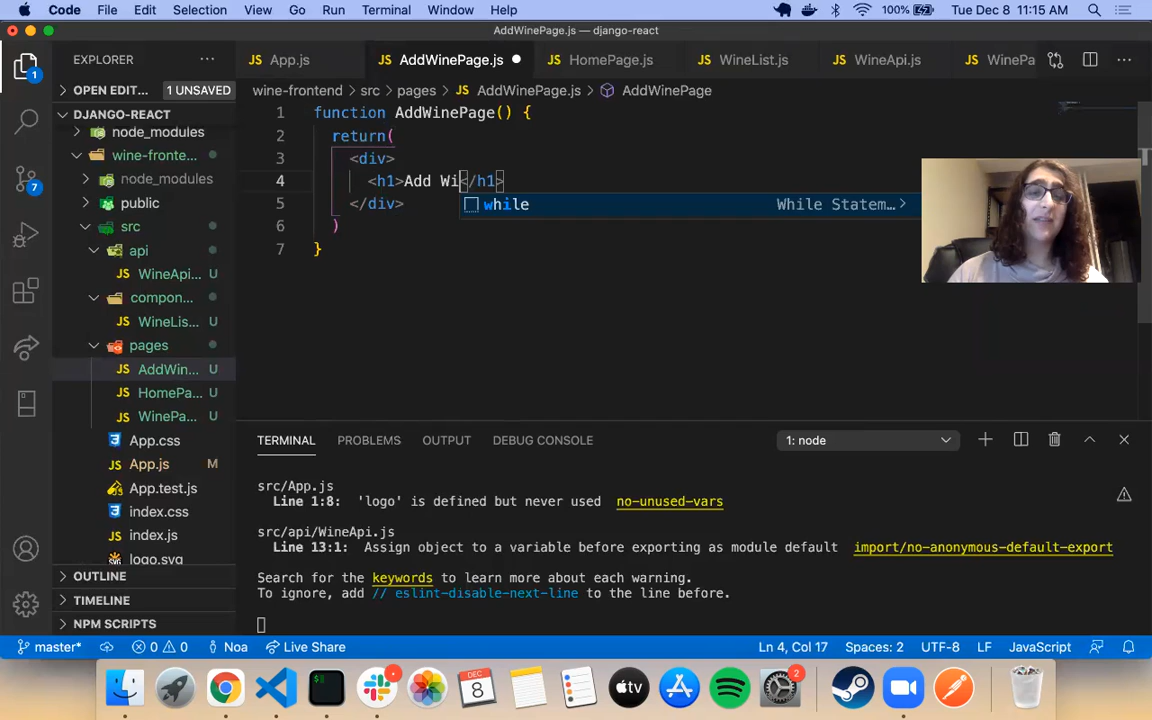 Code File Edit Selection View Go Run Terminal Window Help 100% Tue Dec 8 11:15 AM
AddWinePage.js — django-react
EXPLORER ··· App.js AddWinePage.js HomePage.js WineList.js WineApi.js WinePa ···
1
OPEN EDIT... 1 UNSAVED
wine-frontend > src > pages > JS AddWinePage.js > AddWinePage
DJANGO-REACT
node_modules
wine-fronte...
node_modules
public
src
api
JS WineApi... U
compon...
JS WineLis... U
pages
JS AddWin... U
JS HomePa... U
JS WinePa... U
App.css
JS App.js M
App.test.js
index.css
JS index.js
logo.svg
OUTLINE
TIMELINE
NPM SCRIPTS
7
1 function AddWinePage() {
2 return(
3 <div>
4 <h1>Add Wi</h1>
while While Statem...
5 </div>
6 )
7 }
TERMINAL PROBLEMS OUTPUT DEBUG CONSOLE 1: node
src/App.js
Line 1:8: 'logo' is defined but never used no-unused-vars
src/api/WineApi.js
Line 13:1: Assign object to a variable before exporting as module default import/no-anonymous-default-export
Search for the keywords to learn more about each warning.
To ignore, add // eslint-disable-next-line to the line before.
master* 0 0 Noa Live Share Ln 4, Col 17 Spaces: 2 UTF-8 LF JavaScript
DEC
8
tv
2